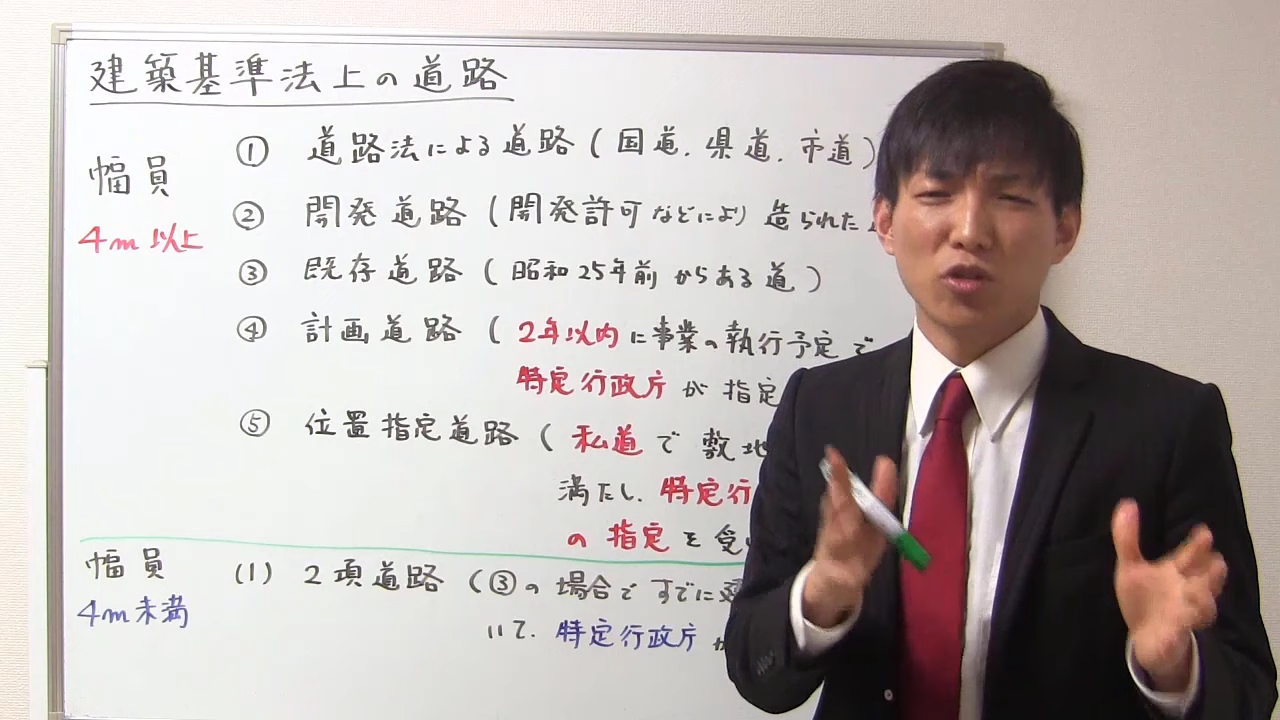 建築基準法上の道路
幅員
4m以上
① 道路法による道路(国道.県道.市道)
② 開発道路(開発許可などにより造られた
③ 既存道路(昭和25年前からある道)
④ 計画道路(2年以内に事業の執行予定で
特定行政庁が指定
⑤ 位置指定道路(私道で敷地
満たし.特定行
の指定を受
幅員
4m未満
(1) 2項道路(③の場合ですでに
いて.特定行政庁が